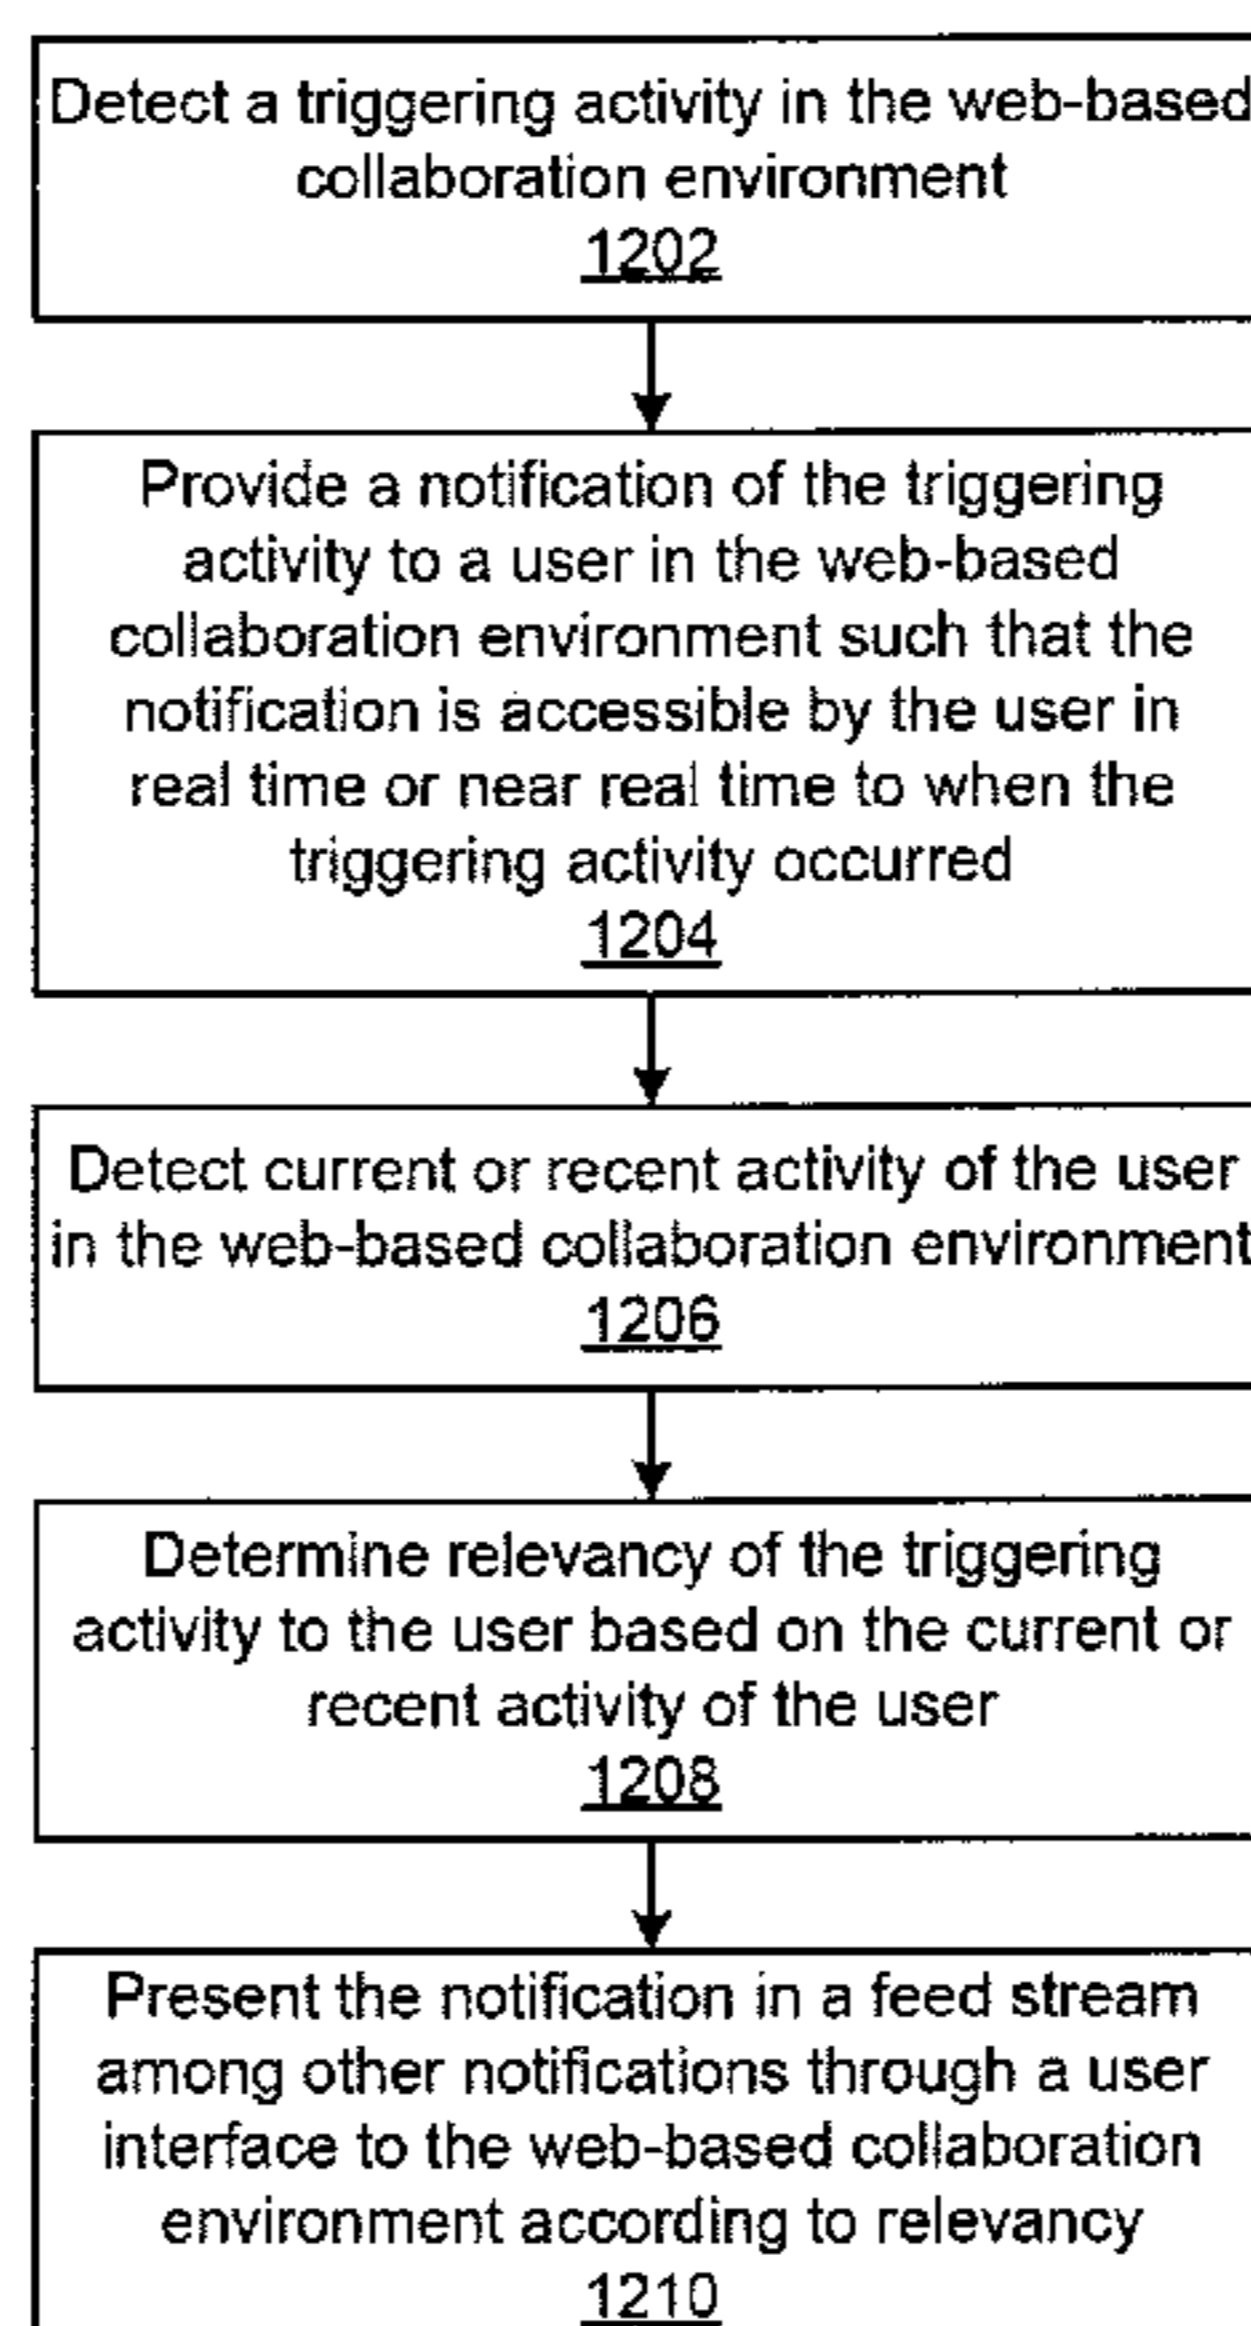 Detect a triggering activity in the web-based
collaboration environment
1202
Provide a notification of the triggering
activity to a user in the web-based
collaboration environment such that the
notification is accessible by the user in
real time or near real time to when the
triggering activity occurred
1204
Detect current or recent activity of the user
in the web-based collaboration environment
1206
Determine relevancy of the triggering
activity to the user based on the current or
recent activity of the user
1208
Present the notification in a feed stream
among other notifications through a user
interface to the web-based collaboration
environment according to relevancy
1210